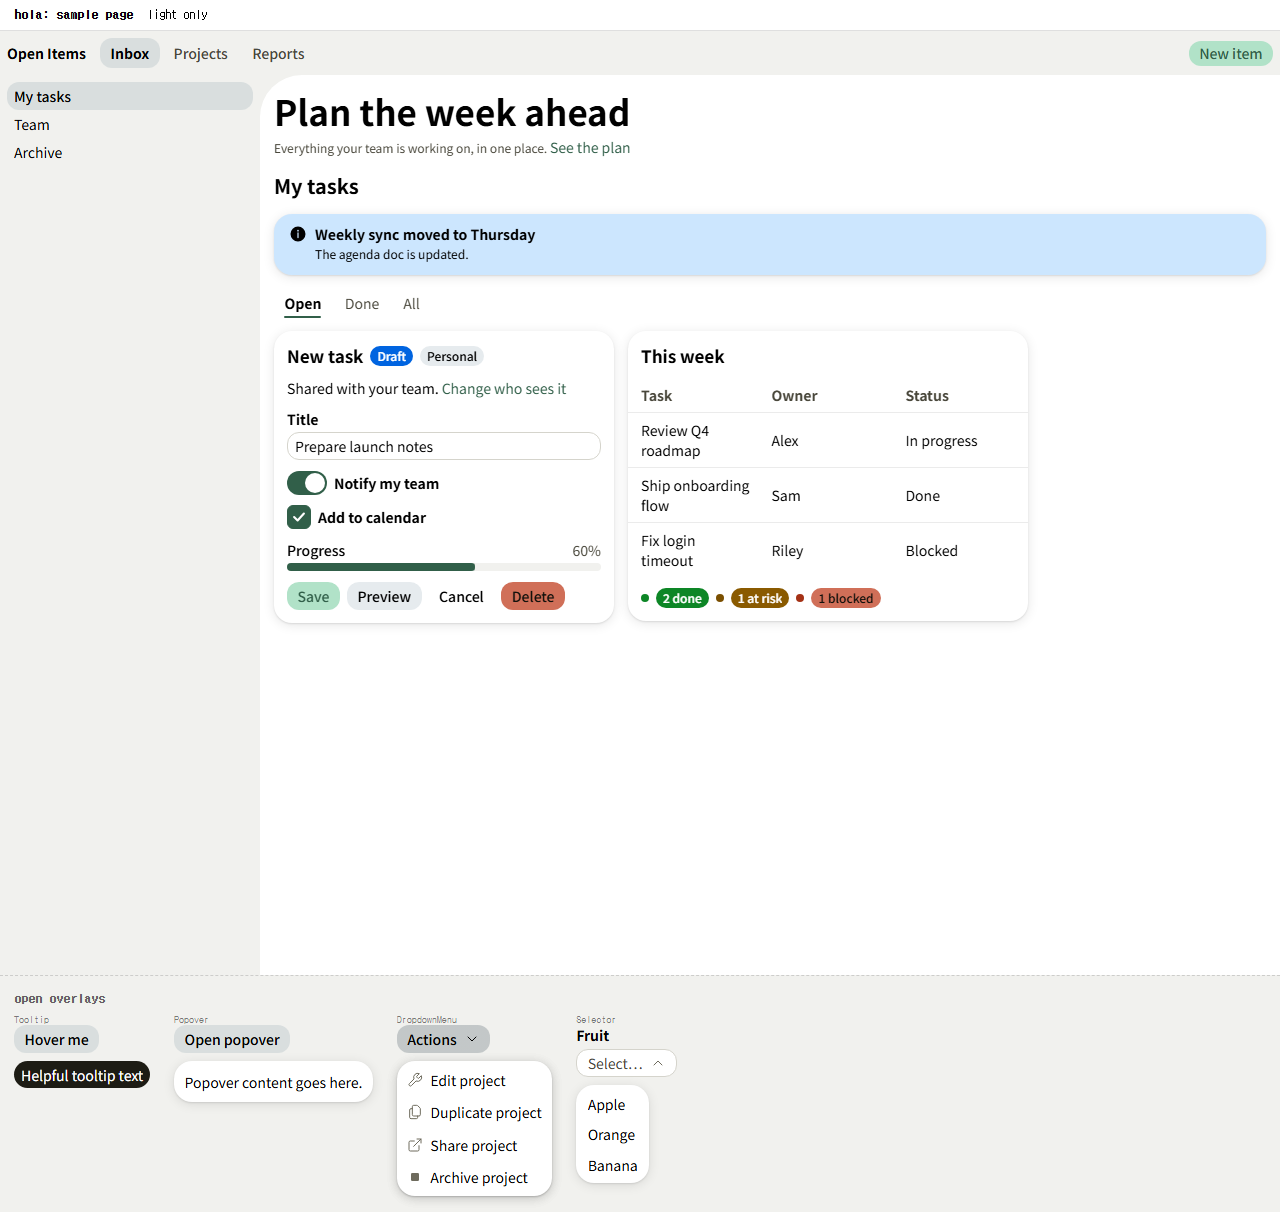 hola: sample page light only
Open Items Inbox Projects Reports New item
My tasks
Team
Archive
Plan the week ahead
Everything your team is working on, in one place. See the plan
My tasks
Weekly sync moved to Thursday
The agenda doc is updated.
Open Done All
New task Draft Personal
Shared with your team. Change who sees it
Title
Prepare launch notes
Notify my team
Add to calendar
Progress 60%
Save Preview Cancel Delete
This week
Task Owner Status
Review Q4 roadmap Alex In progress
Ship onboarding flow Sam Done
Fix login timeout Riley Blocked
2 done 1 at risk 1 blocked
open overlays
Tooltip
Hover me
Helpful tooltip text
Popover
Open popover
Popover content goes here.
DropdownMenu
Actions
Edit project
Duplicate project
Share project
Archive project
Selector
Fruit
Select…
Apple
Orange
Banana